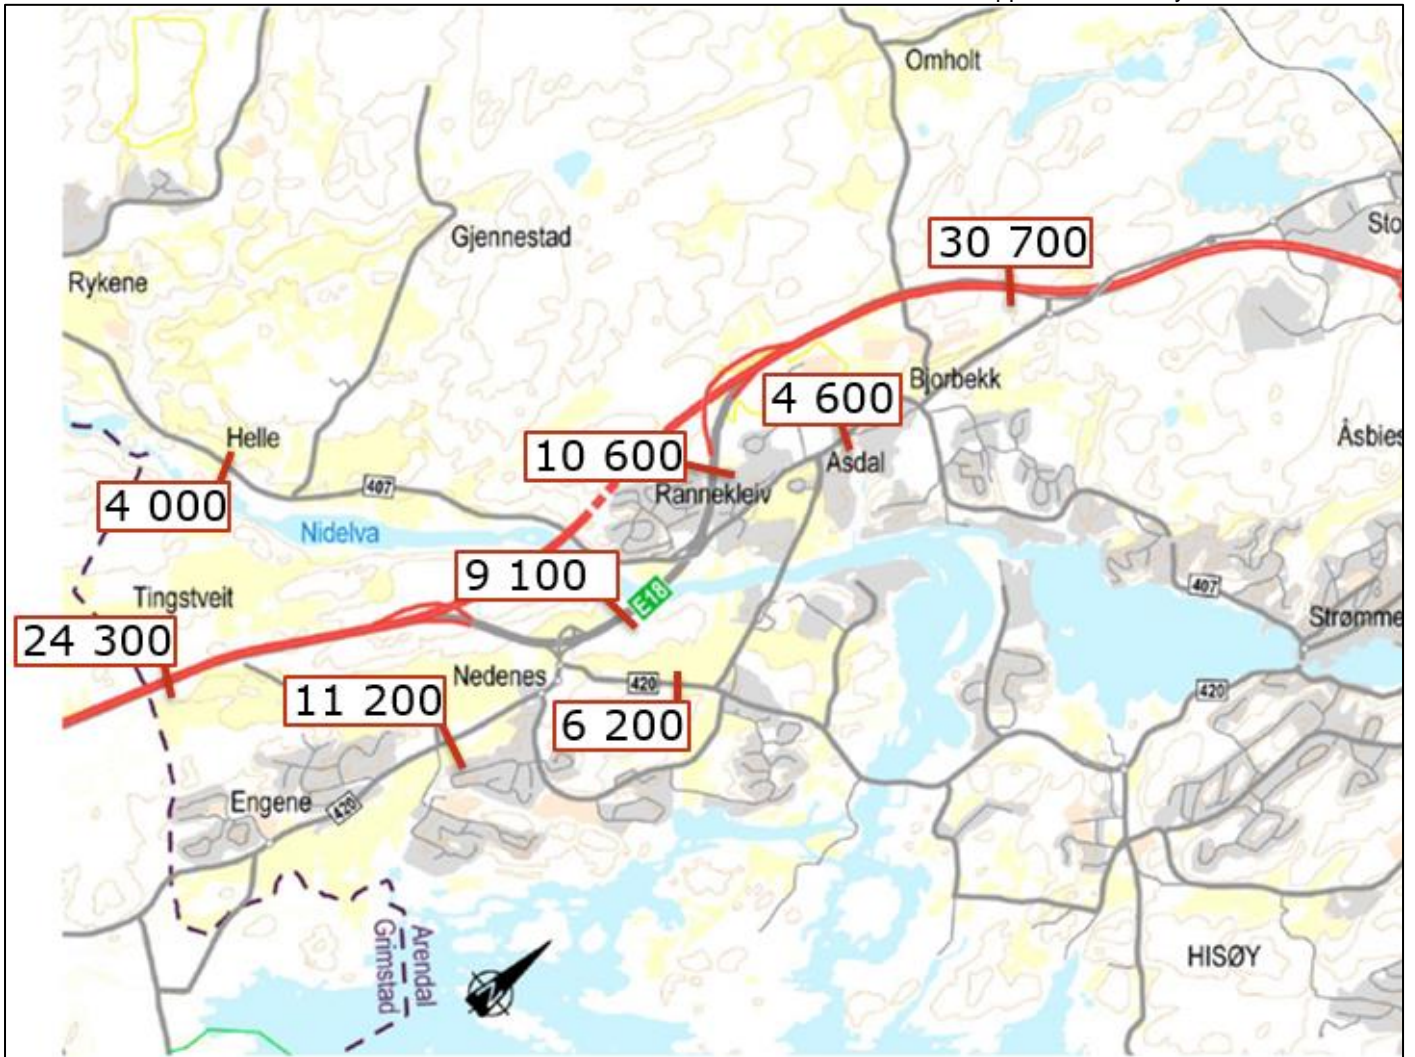 Omholt
Gjennestad
30 700
Sto
Rykene
Bjorbekk
4 600
Åsbies
Helle
10 600
Asdal
Rannekleiv
407
4 000
Nidelva
9 100
E18
407
Tingstveit
Strømme
24 300
Nedenes
420
420
11 200
6 200
Engene
420
Arendal
Grimstad
HISØY